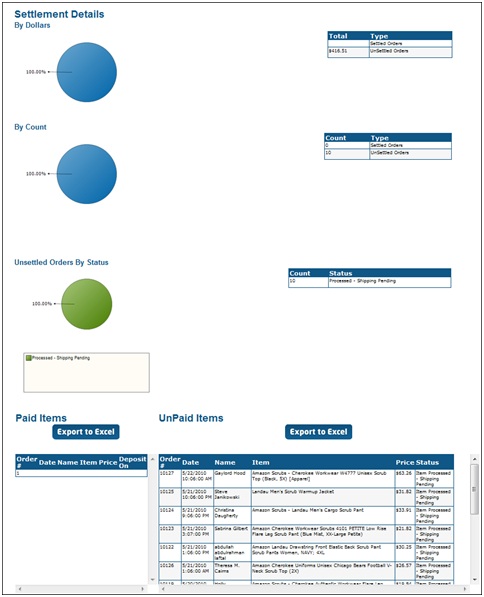 Settlement Details
By Dollars
100.00%
Total Type
Settled Orders
$416.51 UnSettled Orders
By Count
100.00%
Count Type
0 Settled Orders
10 UnSettled Orders
Unsettled Orders By Status
100.00%
Count Status
10 Processed - Shipping Pending
Processed - Shipping Pending
Paid Items
Export to Excel
Order # Date Name Item Price Deposit On
1
UnPaid Items
Export to Excel
Order # Date Name Item Price Status
10127 5/22/2010 Gaylord Hood Amazon Scrubs - Cherokee Workwear W4777 Unisex Scrub $63.26 Item Processed
10:06:00 AM Top (Black, 5X) [Apparel] - Shipping
Pending
10125 5/21/2010 Steve Landau Men's Scrub Warmup Jacket $31.82 Item Processed
10:06:00 PM Janikowski - Shipping
Pending
10124 5/21/2010 Christina Amazon Scrubs - Landau Men's Cargo Scrub Pant $33.91 Item Processed
9:06:00 PM Daugherty - Shipping
Pending
10123 5/21/2010 Sabrina Gilbert Amazon Cherokee Workwear Scrubs 4101 PETITE Low Rise $21.82 Item Processed
3:07:00 PM Flare Leg Scrub Pant (Blue Mist, XX-Large Petite) - Shipping
Pending
10122 5/21/2010 abdullah Amazon Landau Drawstring Front Elastic Back Scrub Pant $30.25 Item Processed
1:06:00 PM abdulrahman Scrub Pants Women, NAVY; 4XL - Shipping
laftal Pending
10126 5/21/2010 Theresa M. Amazon Cherokee Uniforms Unisex Chicago Bears Football V- $26.57 Item Processed
1:06:00 PM Cairns Neck Scrub Top (2X) - Shipping
Pending